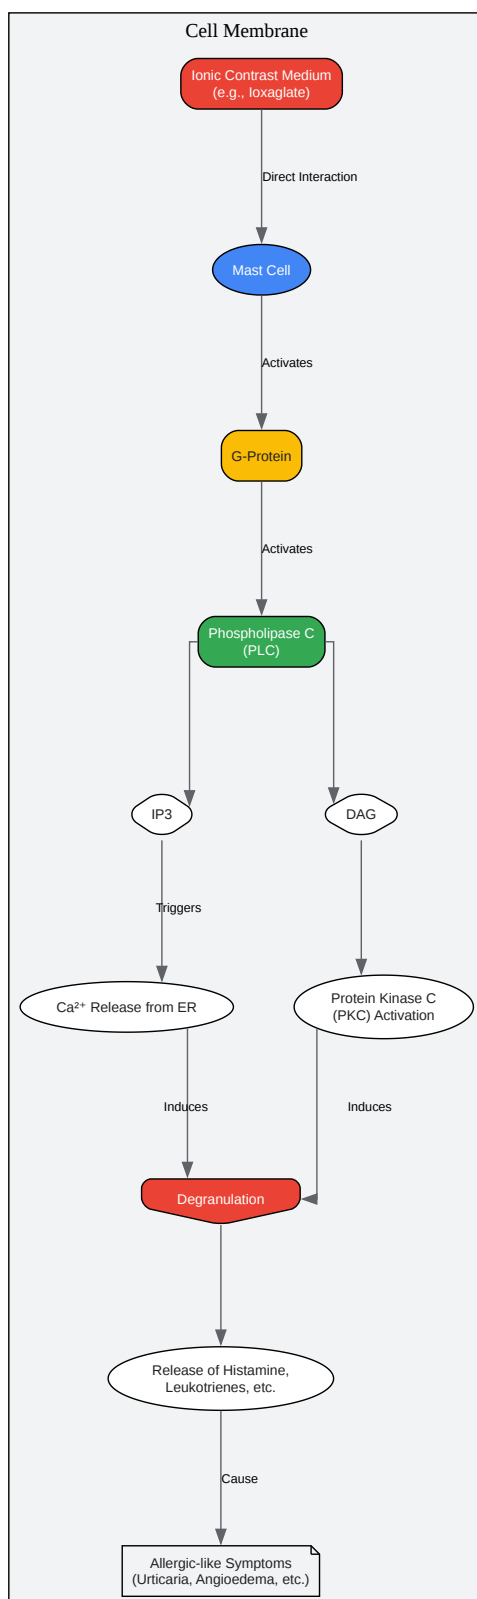 Cell Membrane
Ionic Contrast Medium
(e.g., Ioxaglate)
Direct Interaction
Mast Cell
Activates
G-Protein
Activates
Phospholipase C
(PLC)
IP3
DAG
Triggers
Ca²⁺ Release from ER
Protein Kinase C
(PKC) Activation
Induces
Induces
Degranulation
Release of Histamine,
Leukotrienes, etc.
Cause
Allergic-like Symptoms
(Urticaria, Angioedema, etc.)